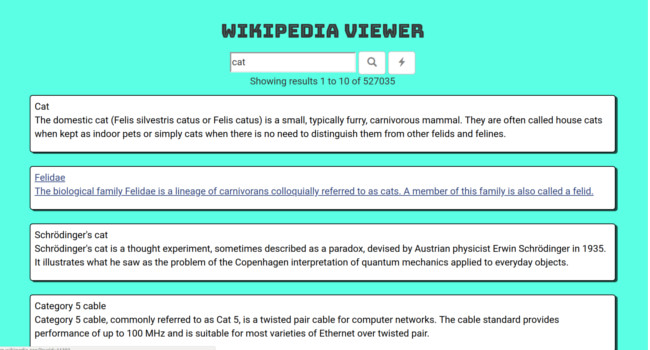 WIKIPEDIA VIEWER
cat
Showing results 1 to 10 of 527035
Cat
The domestic cat (Felis silvestris catus or Felis catus) is a small, typically furry, carnivorous mammal. They are often called house cats
when kept as indoor pets or simply cats when there is no need to distinguish them from other felids and felines.
Felidae
The biological family Felidae is a lineage of carnivorans colloquially referred to as cats. A member of this family is also called a felid.
Schrödinger's cat
Schrödinger's cat is a thought experiment, sometimes described as a paradox, devised by Austrian physicist Erwin Schrödinger in 1935.
It illustrates what he saw as the problem of the Copenhagen interpretation of quantum mechanics applied to everyday objects.
Category 5 cable
Category 5 cable, commonly referred to as Cat 5, is a twisted pair cable for computer networks. The cable standard provides
performance of up to 100 MHz and is suitable for most varieties of Ethernet over twisted pair.